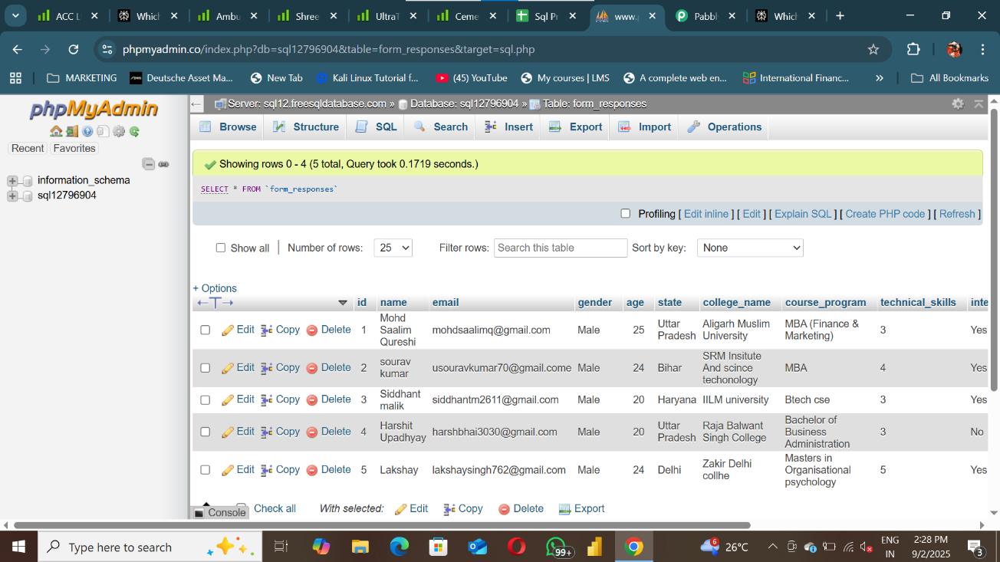 ACC L
Which
Ambu
Shree
UltraT
Ceme
Sql Pr
www.
Pabbl
Which
phpmyadmin.co/index.php?db=sql12796904&table=form_responses&target=sql.php
MARKETING
Deutsche Asset Ma...
New Tab
Kali Linux Tutorial f...
(45) YouTube
My courses | LMS
A complete web en...
International Financ...
»
All Bookmarks
phpMyAdmin
Recent
Favorites
information_schema
sql12796904
Server: sql12.freesqldatabase.com » Database: sql12796904 » Table: form_responses
Browse
Structure
SQL
Search
Insert
Export
Import
Operations
Showing rows 0 - 4 (5 total, Query took 0.1719 seconds.)
SELECT * FROM `form_responses`
Profiling [ Edit inline ] [ Edit ] [ Explain SQL ] [ Create PHP code ] [ Refresh ]
Show all | Number of rows: 25 Filter rows: Search this table Sort by key: None
+ Options
←T→ id name email gender age state college_name course_program technical_skills inte
Edit Copy Delete 1 Mohd Saalim Qureshi mohdsaalimq@gmail.com Male 25 Uttar Pradesh Aligarh Muslim University MBA (Finance & Marketing) 3 Yes
Edit Copy Delete 2 sourav kumar usouravkumar70@gmail.come Male 24 Bihar SRM Insitute And scince techonology MBA 4 Yes
Edit Copy Delete 3 Siddhant malik siddhantm2611@gmail.com Male 20 Haryana IILM university Btech cse 3 Yes
Edit Copy Delete 4 Harshit Upadhyay harshbhai3030@gmail.com Male 20 Uttar Pradesh Raja Balwant Singh College Bachelor of Business Administration 3 No
Edit Copy Delete 5 Lakshay lakshaysingh762@gmail.com Male 24 Delhi Zakir Delhi collhe Masters in Organisational psychology 5 Yes
Console
Check all With selected: Edit Copy Delete Export
Type here to search
99+
6
26°C
ENG
IN
2:28 PM
9/2/2025
3